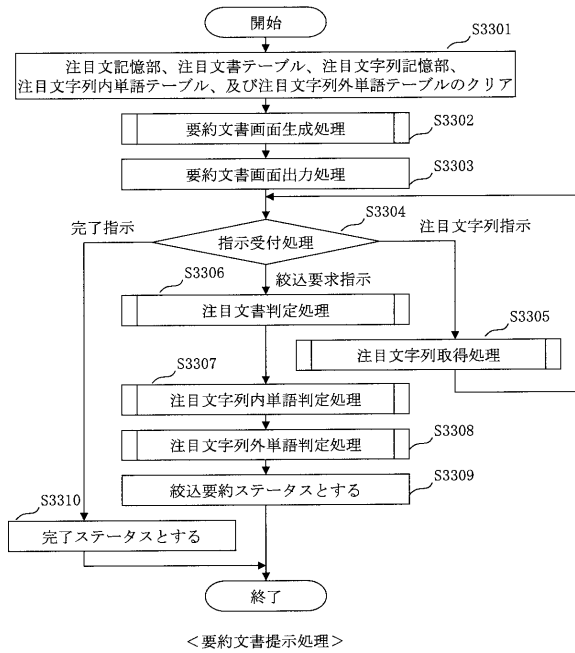 開始
S3301
注目文記憶部、注目文書テーブル、注目文字列記憶部、
注目文字列内単語テーブル、及び注目文字列外単語テーブルのクリア
要約文書画面生成処理
S3302
要約文書画面出力処理
S3303
S3304
完了指示
指示受付処理
注目文字列指示
絞込要求指示
S3306
注目文書判定処理
S3305
注目文字列取得処理
S3307
注目文字列内単語判定処理
注目文字列外単語判定処理
S3308
絞込要約ステータスとする
S3309
S3310
完了ステータスとする
終了
＜要約文書提示処理＞